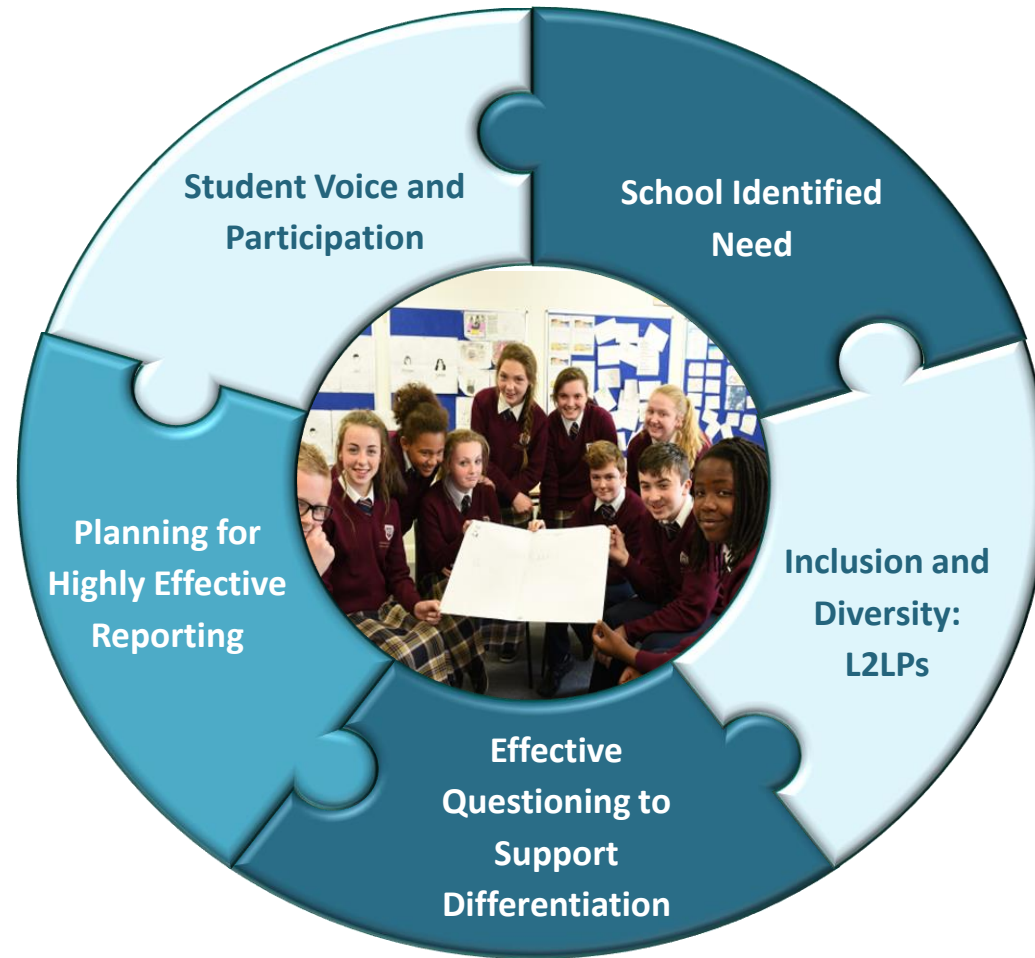 Student Voice and
Participation
School Identified
Need
Inclusion and
Diversity:
L2LPs
Effective
Questioning to
Support
Differentiation
Planning for
Highly Effective
Reporting